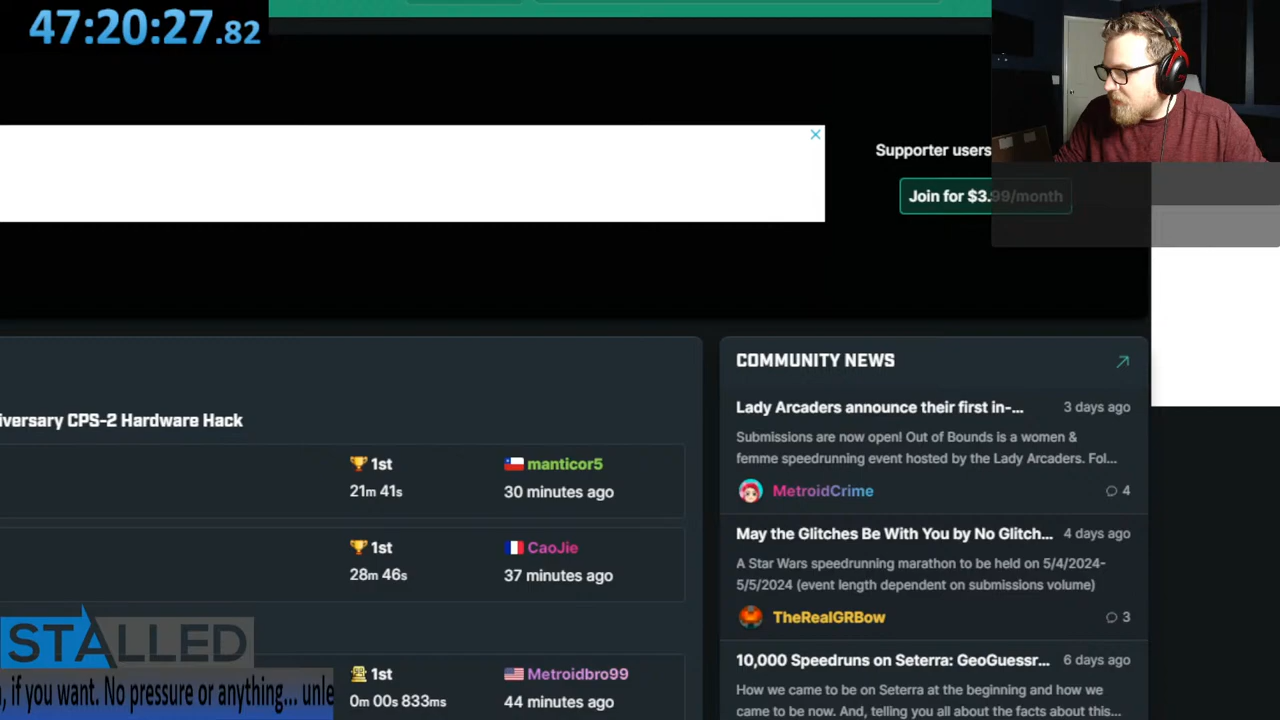 47:20:27.82
Supporter users
Join for $3.99/month
COMMUNITY NEWS
Lady Arcaders announce their first in-...
3 days ago
Submissions are now open! Out of Bounds is a women &
femme speedrunning event hosted by the Lady Arcaders. Fol...
MetroidCrime
4
May the Glitches Be With You by No Glitch...
4 days ago
A Star Wars speedrunning marathon to be held on 5/4/2024-
5/5/2024 (event length dependent on submissions volume)
TheRealGRBow
3
10,000 Speedruns on Seterra: GeoGuessr...
6 days ago
How we came to be on Seterra at the beginning and how we
came to be now. And, telling you all about the facts about this...
iversary CPS-2 Hardware Hack
1st
manticor5
21m 41s
30 minutes ago
1st
CaoJie
28m 46s
37 minutes ago
1st
Metroidbro99
0m 00s 833ms
44 minutes ago
STALLED
, if you want. No pressure or anything... unle